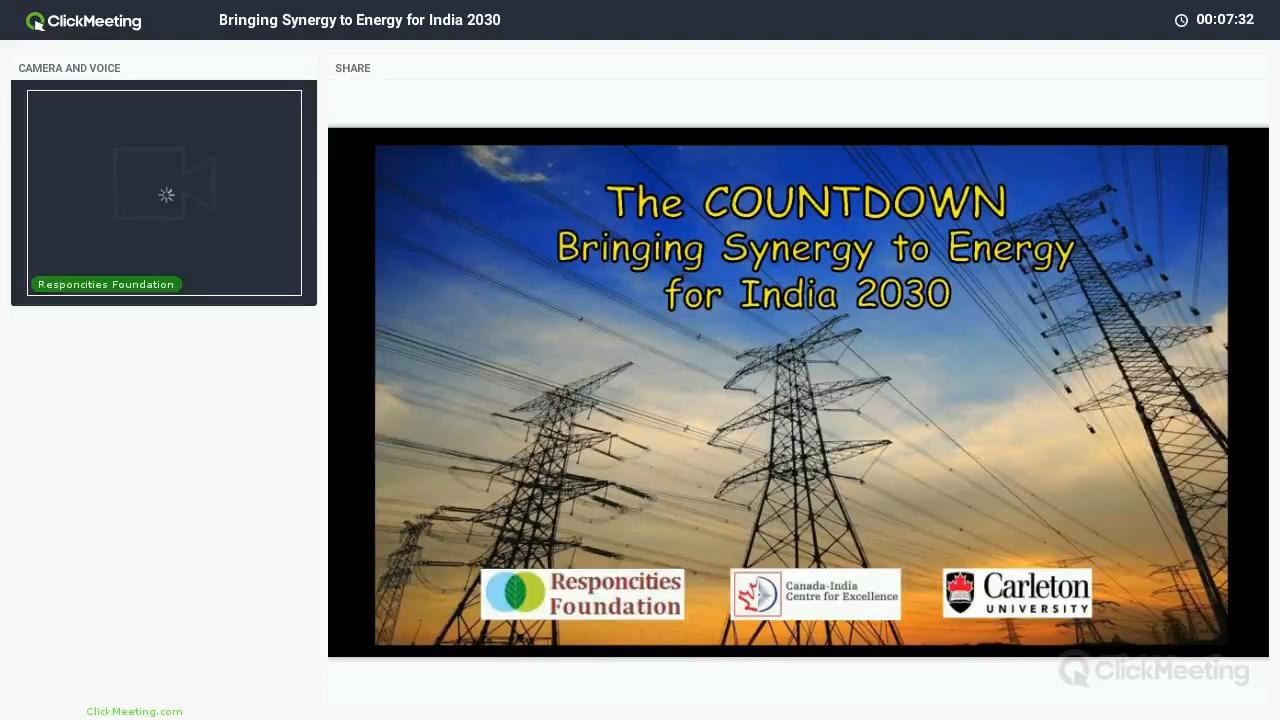 ClickMeeting
Bringing Synergy to Energy for India 2030
00:07:32
CAMERA AND VOICE
SHARE
Responcities Foundation
The COUNTDOWN
Bringing Synergy to Energy
for India 2030
Responcities
Foundation
Canada-India
Centre for Excellence
Carleton
UNIVERSITY
ClickMeeting
ClickMeeting.com